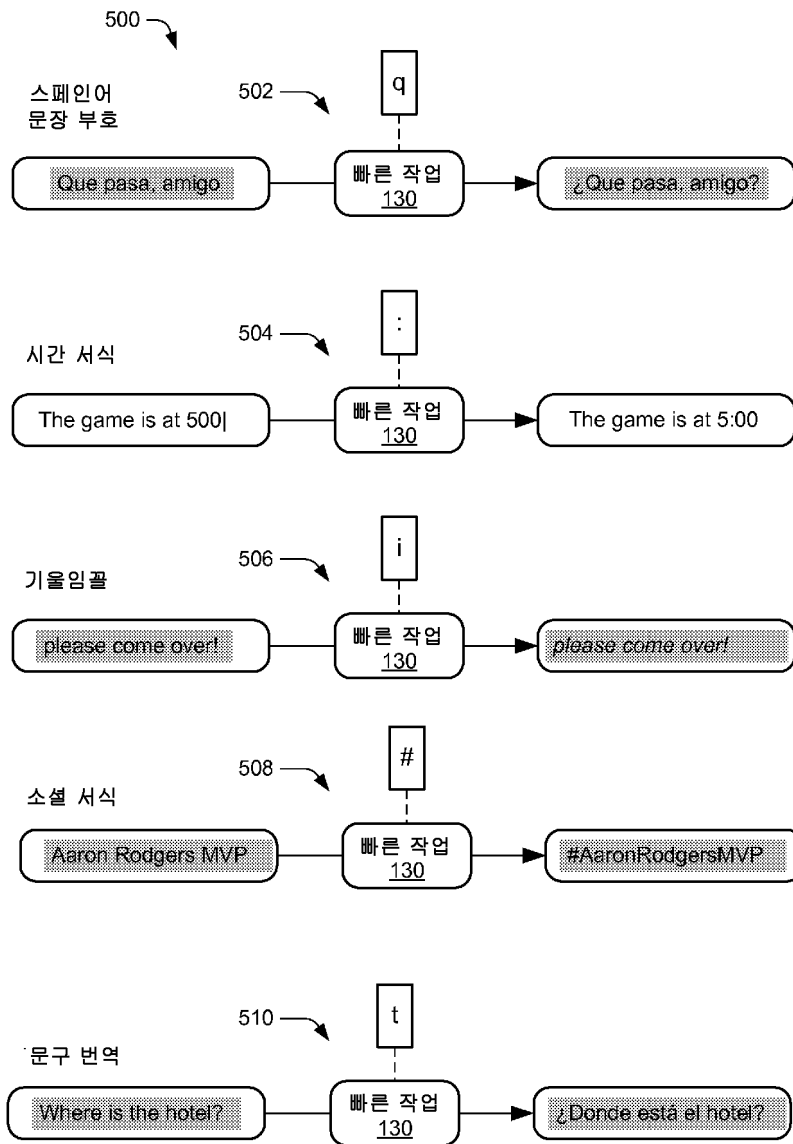 500
502
q
스페인어
문장 부호
Que pasa, amigo
빠른 작업
130
¿Que pasa, amigo?
504
:
시간 서식
The game is at 500|
빠른 작업
130
The game is at 5:00
506
i
기울임꼴
please come over!
빠른 작업
130
please come over!
508
#
소셜 서식
Aaron Rodgers MVP
빠른 작업
130
#AaronRodgersMVP
510
t
문구 번역
Where is the hotel?
빠른 작업
130
¿Donde está el hotel?